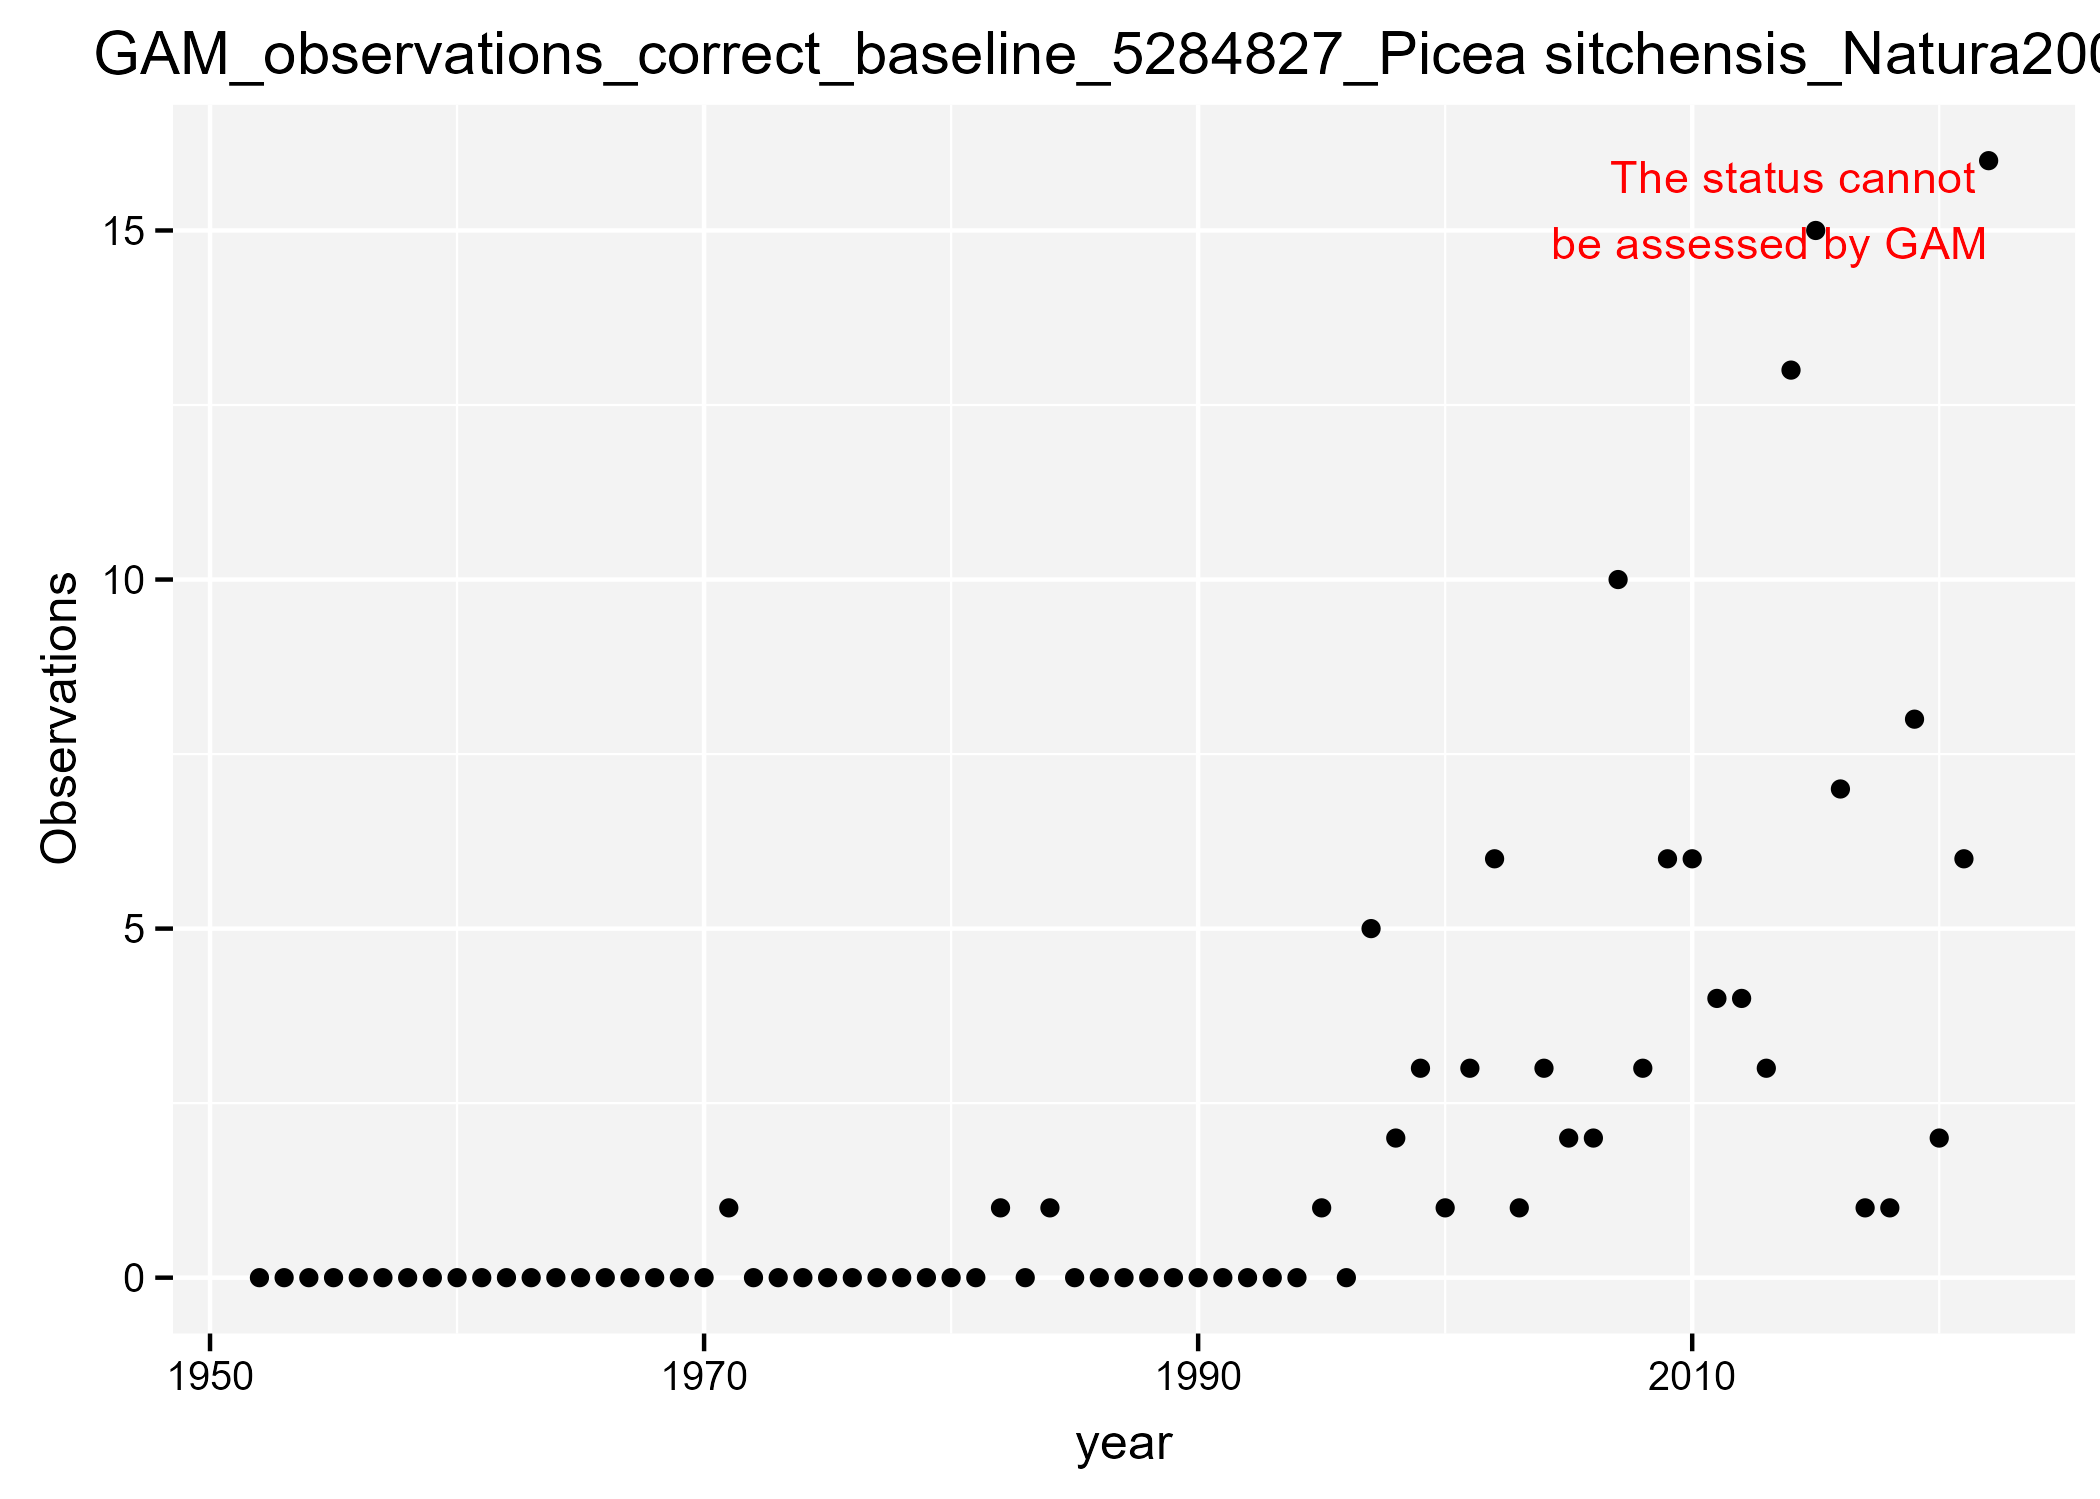 GAM_observations_correct_baseline_5284827_Picea sitchensis_Natura200
The status cannot
be assessed by GAM
15
10
5
0
Observations
1950 1970 1990 2010
year